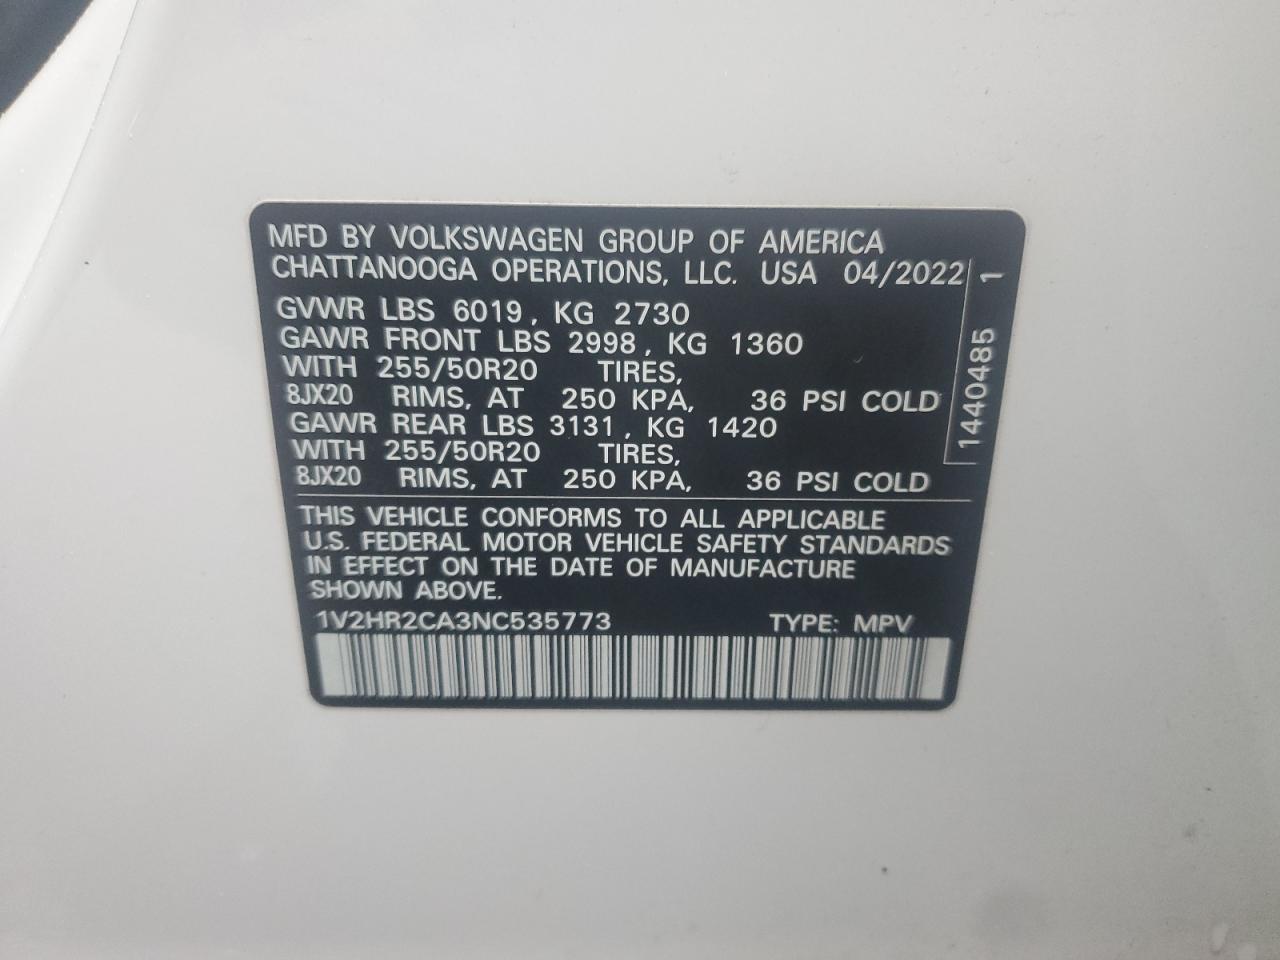 MFD BY VOLKSWAGEN GROUP OF AMERICA
CHATTANOOGA OPERATIONS, LLC. USA 04/2022
GVWR LBS 6019, KG 2730
GAWR FRONT LBS 2998, KG 1360
WITH 255/50R20 TIRES,
8JX20 RIMS, AT 250 KPA, 36 PSI COLD
GAWR REAR LBS 3131, KG 1420
WITH 255/50R20 TIRES,
8JX20 RIMS, AT 250 KPA, 36 PSI COLD
1440485 1
THIS VEHICLE CONFORMS TO ALL APPLICABLE
U.S. FEDERAL MOTOR VEHICLE SAFETY STANDARDS
IN EFFECT ON THE DATE OF MANUFACTURE
SHOWN ABOVE.
1V2HR2CA3NC535773 TYPE: MPV